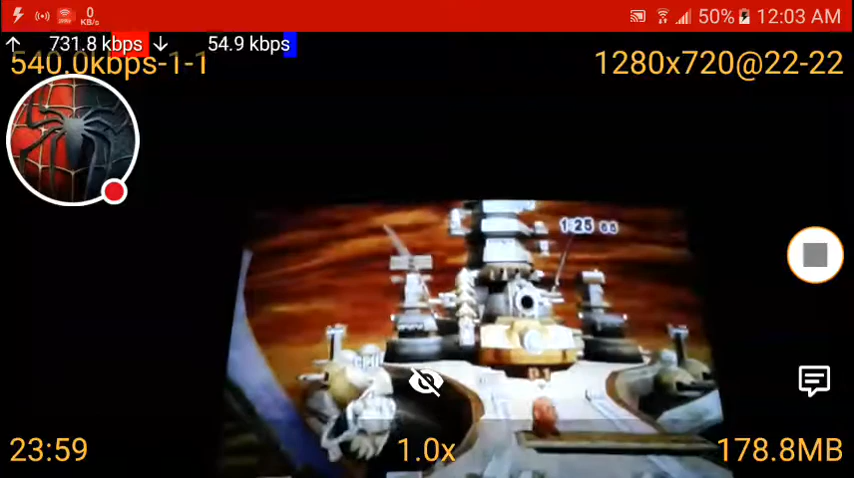 0
KB/s
50% 12:03 AM
731.8 kbps 54.9 kbps
540.0kbps-1-1
1280x720@22-22
1:25
23:59
1.0x
178.8MB